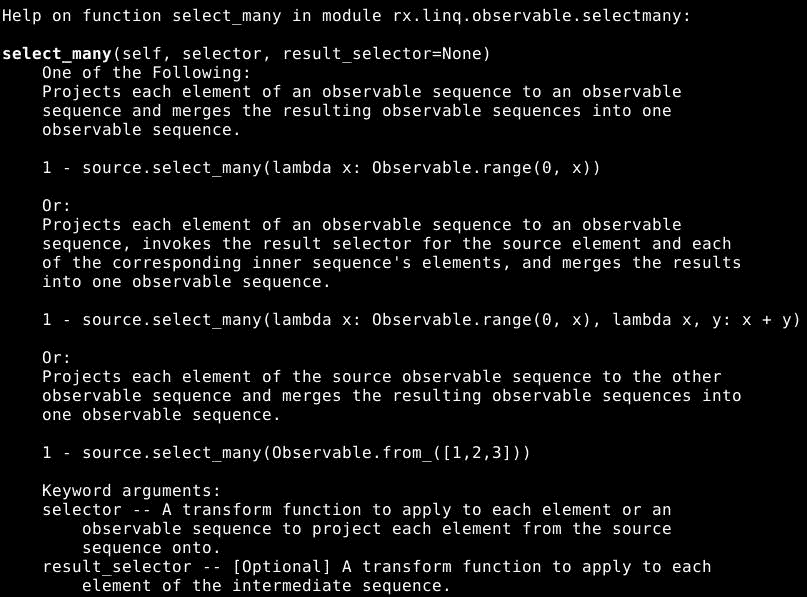 Help on function select_many in module rx.linq.observable.selectmany:
select_many(self, selector, result_selector=None)
One of the Following:
Projects each element of an observable sequence to an observable
sequence and merges the resulting observable sequences into one
observable sequence.
1 - source.select_many(lambda x: Observable.range(0, x))
Or:
Projects each element of an observable sequence to an observable
sequence, invokes the result selector for the source element and each
of the corresponding inner sequence's elements, and merges the results
into one observable sequence.
1 - source.select_many(lambda x: Observable.range(0, x), lambda x, y: x + y)
Or:
Projects each element of the source observable sequence to the other
observable sequence and merges the resulting observable sequences into
one observable sequence.
1 - source.select_many(Observable.from_([1,2,3]))
Keyword arguments:
selector -- A transform function to apply to each element or an
observable sequence to project each element from the source
sequence onto.
result_selector -- [Optional] A transform function to apply to each
element of the intermediate sequence.